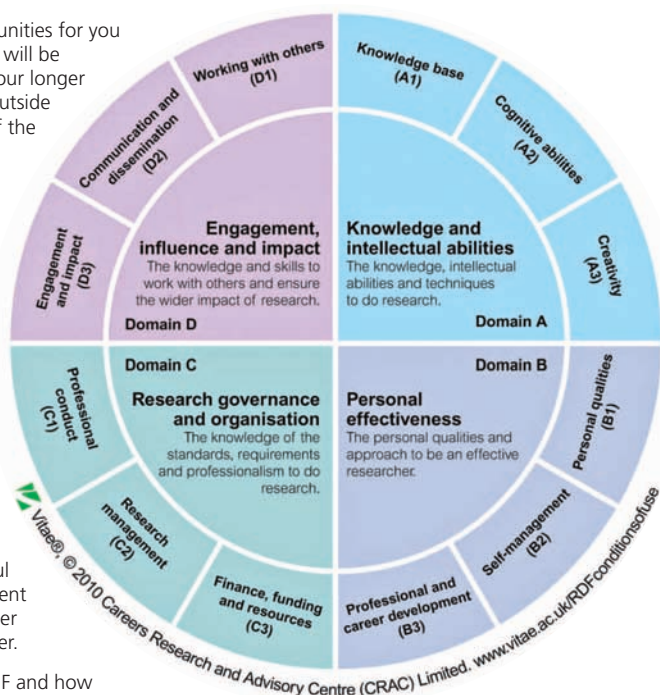 unities for you
will be
our longer
utside
f the
Working with others
(D1)
Communication and
dissemination
(D2)
Engagement
and impact
(D3)
Engagement,
influence and impact
The knowledge and skills to
work with others and ensure
the wider impact of research.
Domain D
Knowledge base
(A1)
Cognitive abilities
(A2)
Creativity
(A3)
Knowledge and
intellectual abilities
The knowledge, intellectual
abilities and techniques
to do research.
Domain A
Domain C
Research governance
and organisation
The knowledge of the
standards, requirements
and professionalism to do
research.
Professional
conduct
(C1)
Research
management
(C2)
Finance, funding
and resources
(C3)
Domain B
Personal
effectiveness
The personal qualities and
approach to be an effective
researcher.
Personal qualities
(B1)
Self-management
(B2)
Professional and
career development
(B3)
Vitae®, © 2010 Careers Research and Advisory Centre (CRAC) Limited. www.vitae.ac.uk/RDFconditionsofuse
ul
ent
er
er.
F and how